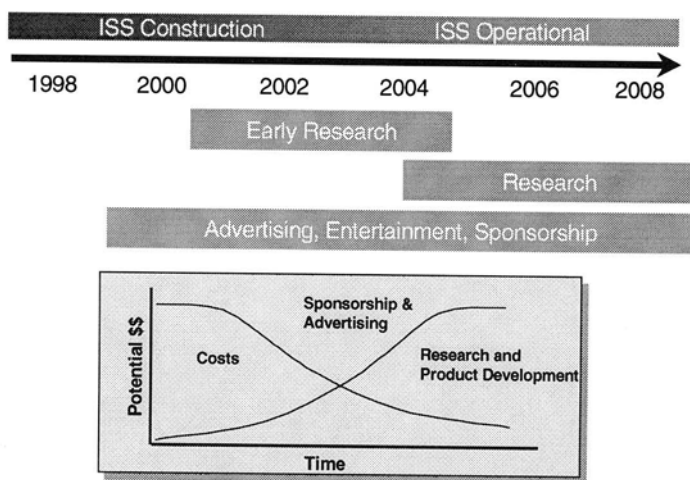 ISS Construction ISS Operational
1998 2000 2002 2004 2006 2008
Early Research
Research
Advertising, Entertainment, Sponsorship
Sponsorship &
Advertising
Costs
Research and
Product Development
Potential $$
Time